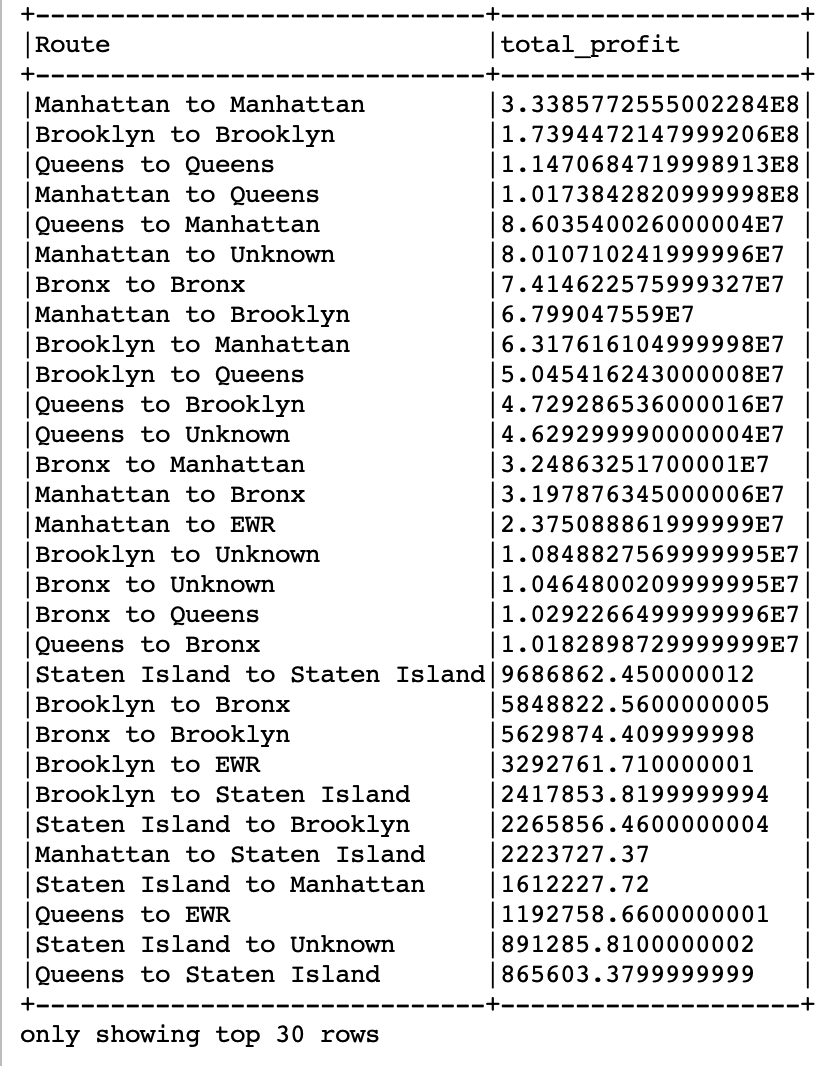 +------------------------------+--------------------+
|Route                         |total_profit        |
+------------------------------+--------------------+
|Manhattan to Manhattan        |3.3385772555002284E8|
|Brooklyn to Brooklyn          |1.7394472147999206E8|
|Queens to Queens              |1.1470684719998913E8|
|Manhattan to Queens           |1.0173842820999998E8|
|Queens to Manhattan           |8.603540026000004E7 |
|Manhattan to Unknown          |8.010710241999996E7 |
|Bronx to Bronx                |7.414622575999327E7 |
|Manhattan to Brooklyn         |6.799047559E7       |
|Brooklyn to Manhattan         |6.317616104999998E7 |
|Brooklyn to Queens            |5.045416243000008E7 |
|Queens to Brooklyn            |4.729286536000016E7 |
|Queens to Unknown             |4.629299990000004E7 |
|Bronx to Manhattan            |3.24863251700001E7  |
|Manhattan to Bronx            |3.197876345000006E7 |
|Manhattan to EWR              |2.375088861999999E7 |
|Brooklyn to Unknown           |1.0848827569999995E7|
|Bronx to Unknown              |1.0464800209999995E7|
|Bronx to Queens               |1.0292266499999996E7|
|Queens to Bronx               |1.0182898729999999E7|
|Staten Island to Staten Island|9686862.450000012   |
|Brooklyn to Bronx             |5848822.5600000005  |
|Bronx to Brooklyn             |5629874.409999998   |
|Brooklyn to EWR               |3292761.710000001   |
|Brooklyn to Staten Island     |2417853.8199999994  |
|Staten Island to Brooklyn     |2265856.4600000004  |
|Manhattan to Staten Island    |2223727.37          |
|Staten Island to Manhattan    |1612227.72          |
|Queens to EWR                 |1192758.6600000001  |
|Staten Island to Unknown      |891285.8100000002   |
|Queens to Staten Island       |865603.3799999999   |
+------------------------------+--------------------+
only showing top 30 rows